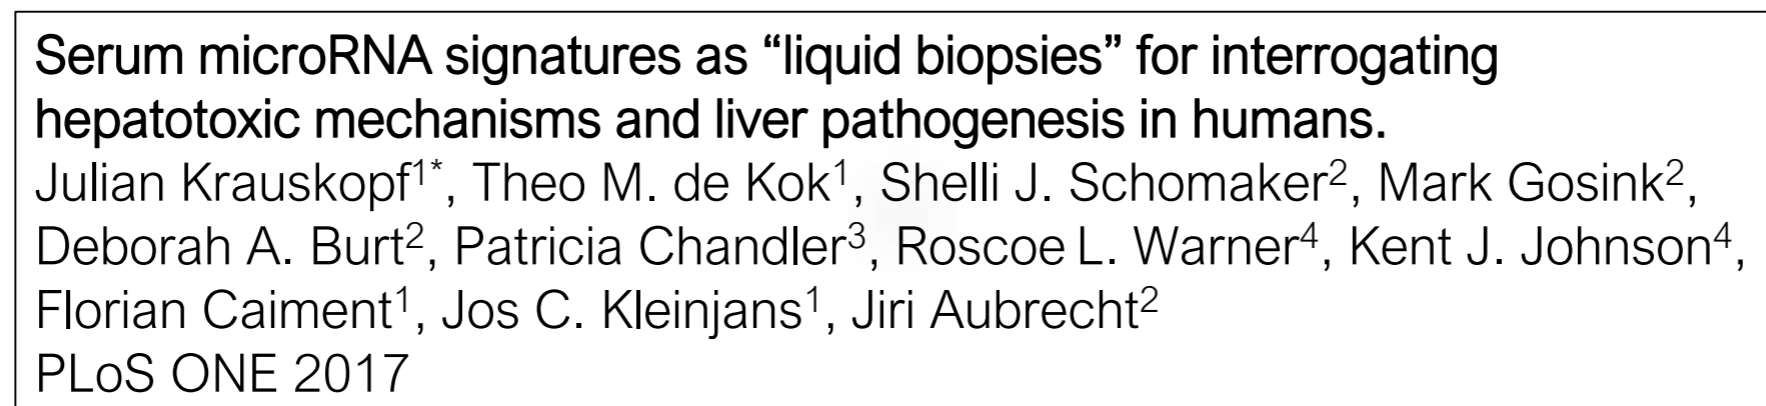 Serum microRNA signatures as “liquid biopsies” for interrogating
hepatotoxic mechanisms and liver pathogenesis in humans.
Julian Krauskopf1*, Theo M. de Kok1, Shelli J. Schomaker2, Mark Gosink2,
Deborah A. Burt2, Patricia Chandler3, Roscoe L. Warner4, Kent J. Johnson4,
Florian Caiment1, Jos C. Kleinjans1, Jiri Aubrecht2
PLoS ONE 2017